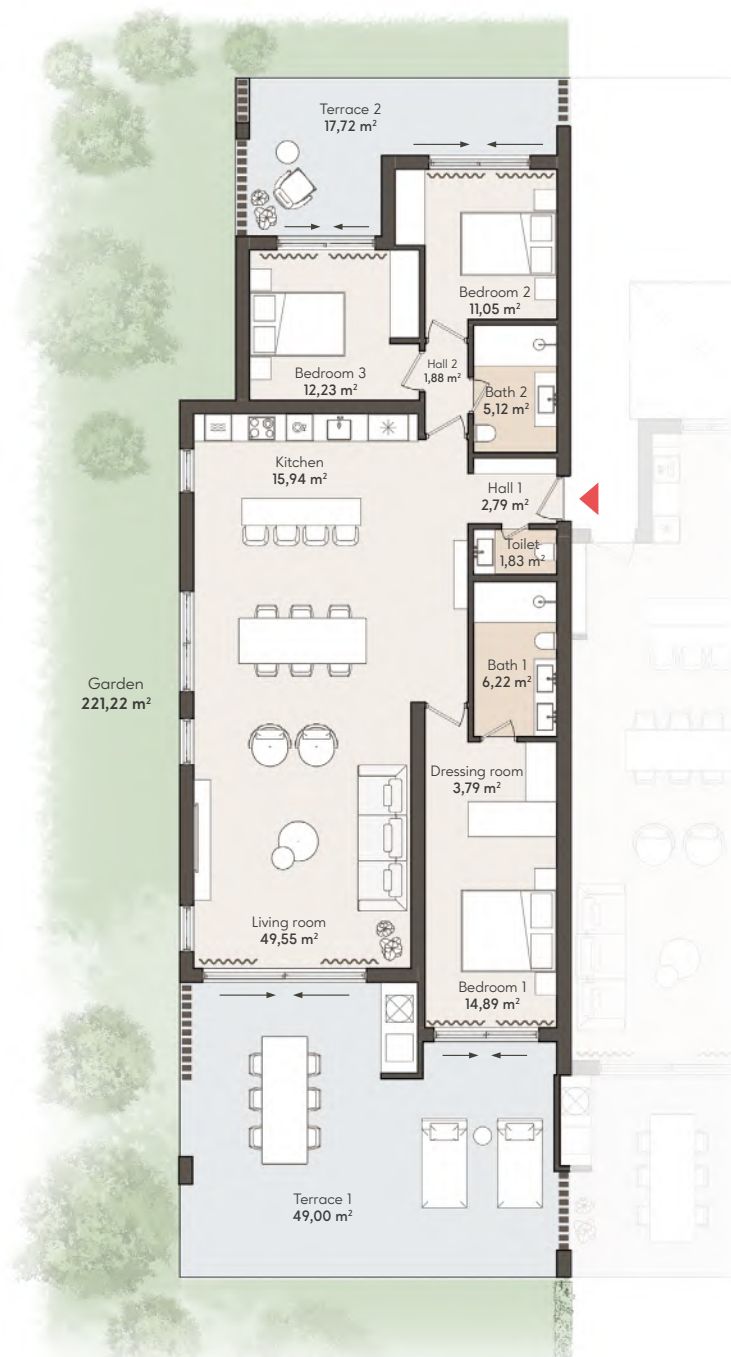 Terrace 2
17,72 m²
Bedroom 2
11,05 m²
Bedroom 3
12,23 m²
Hall 2
1,88 m²
Bath 2
5,12 m²
Kitchen
15,94 m²
Hall 1
2,79 m²
Toilet
1,83 m²
Bath 1
6,22 m²
Garden
221,22 m²
Dressing room
3,79 m²
Living room
49,55 m²
Bedroom 1
14,89 m²
Terrace 1
49,00 m²